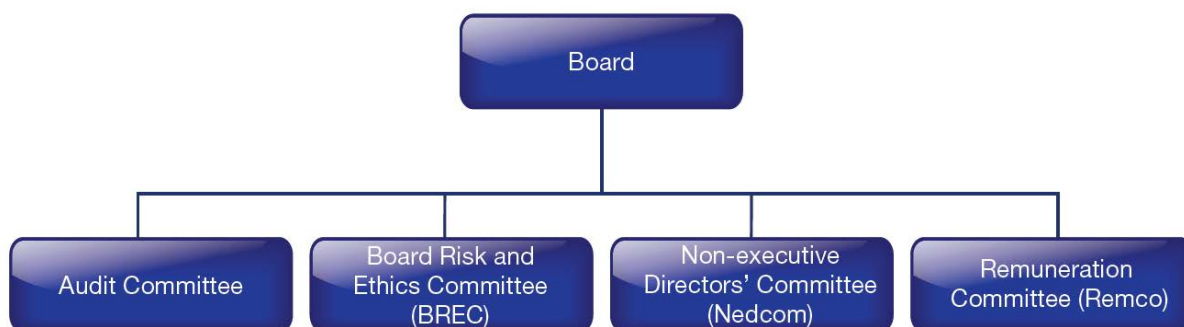 Board
Audit Committee
Board Risk and
Ethics Committee
(BREC)
Non-executive
Directors’ Committee
(Nedcom)
Remuneration
Committee (Remco)